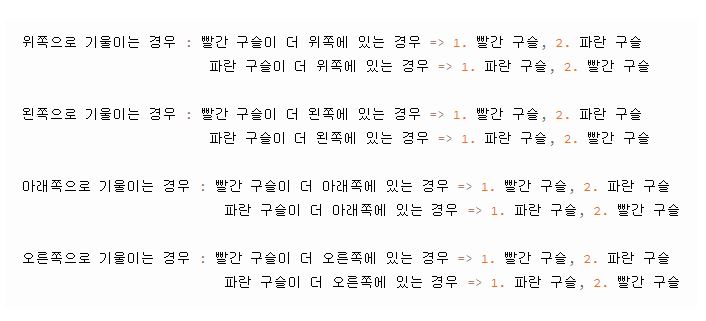 위쪽으로 기울이는 경우 : 빨간 구슬이 더 위쪽에 있는 경우 => 1. 빨간 구슬, 2. 파란 구슬
파란 구슬이 더 위쪽에 있는 경우 => 1. 파란 구슬, 2. 빨간 구슬
왼쪽으로 기울이는 경우 : 빨간 구슬이 더 왼쪽에 있는 경우 => 1. 빨간 구슬, 2. 파란 구슬
파란 구슬이 더 왼쪽에 있는 경우 => 1. 파란 구슬, 2. 빨간 구슬
아래쪽으로 기울이는 경우 : 빨간 구슬이 더 아래쪽에 있는 경우 => 1. 빨간 구슬, 2. 파란 구슬
파란 구슬이 더 아래쪽에 있는 경우 => 1. 파란 구슬, 2. 빨간 구슬
오른쪽으로 기울이는 경우 : 빨간 구슬이 더 오른쪽에 있는 경우 => 1. 빨간 구슬, 2. 파란 구슬
파란 구슬이 더 오른쪽에 있는 경우 => 1. 파란 구슬, 2. 빨간 구슬